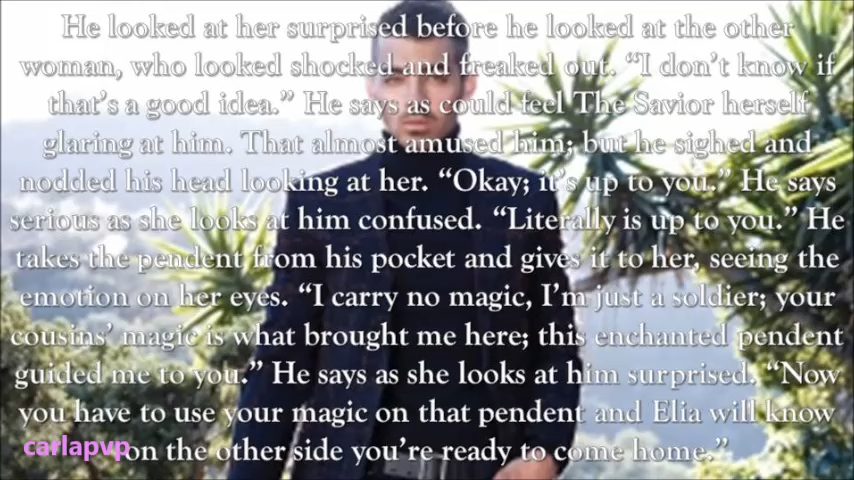 He looked at her surprised before he looked at the other
woman, who looked shocked and freaked out. “I don’t know if
that’s a good idea.” He says as could feel The Savior herself
glaring at him. That almost amused him; but he sighed and
nodded his head looking at her. “Okay; it’s up to you.” He says
serious as she looks at him confused. “Literally is up to you.” He
takes the pendent from his pocket and gives it to her, seeing the
emotion on her eyes. “I carry no magic, I’m just a soldier; your
cousins’ magic is what brought me here; this enchanted pendent
guided me to you.” He says as she looks at him surprised. “Now
you have to use your magic on that pendent and Elia will know
on the other side you’re ready to come home.”
carlapvp